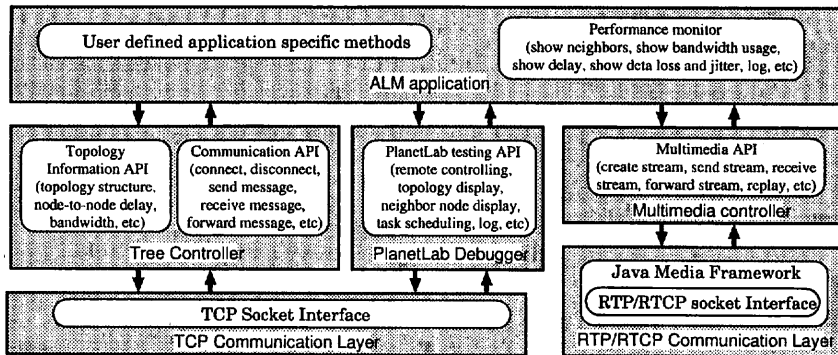 User defined application specific methods
Performance monitor
(show neighbors, show bandwidth usage,
show delay, show dcta loss and jitter, log, etc)
ALM application
Topology
Information API
(topology structure,
node-to-node delay,
bandwidth, etc)
Communication API
(connect, disconnect,
send message,
receive message,
forward message, etc)
Tree Controller
PlanetLab testing API
(remote controlling,
topology display,
neighbor node display,
task scheduling, log, etc)
PlanetLab Debugger
Multimedia API
(create stream, send stream, receive
stream, forward stream, replay, etc)
Multimedia controller
TCP Socket Interface
TCP Communication Layer
Java Media Framework
RTP/RTCP socket Interface
RTP/RTCP Communication Layer